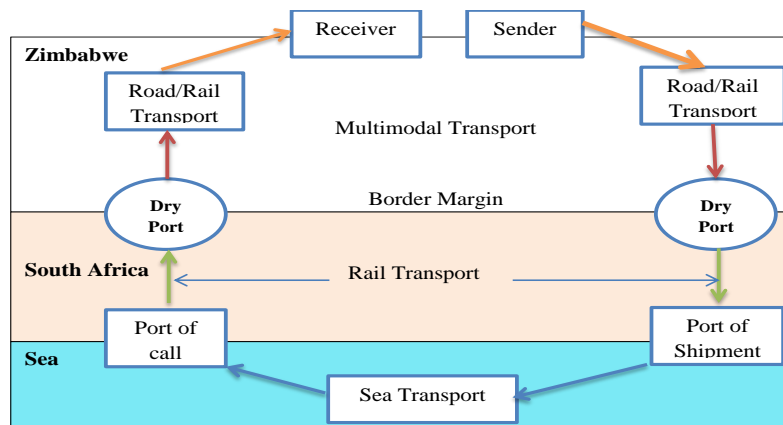 Receiver
Sender
Zimbabwe
Road/Rail
Transport
Road/Rail
Transport
Multimodal Transport
Border Margin
Dry
Port
Dry
Port
South Africa
Rail Transport
Port of
call
Port of
Shipment
Sea
Sea Transport